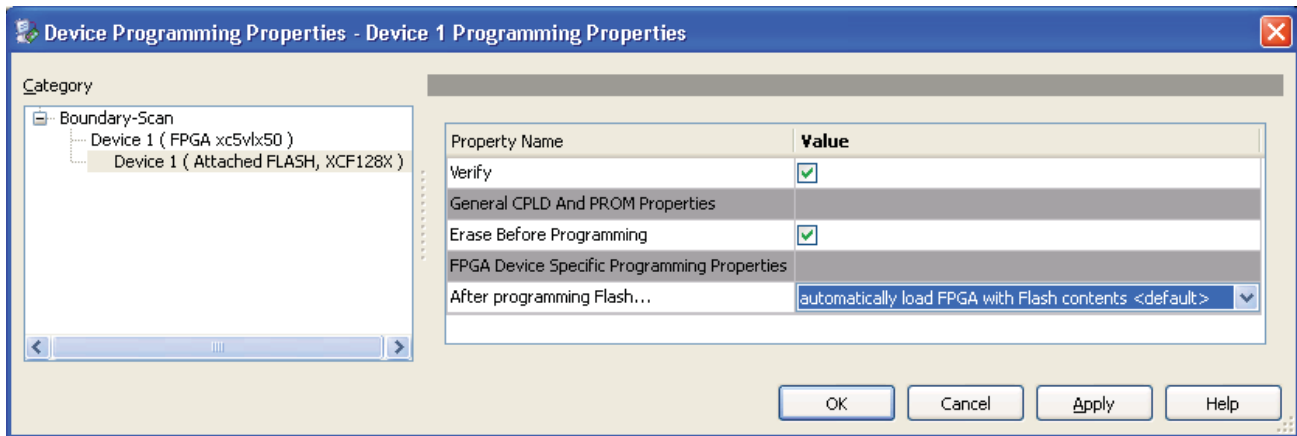 Device Programming Properties - Device 1 Programming Properties
Category
Boundary-Scan
Device 1 ( FPGA xc5vlx50 )
Device 1 ( Attached FLASH, XCF128X )
Property Name Value
Verify
General CPLD And PROM Properties
Erase Before Programming
FPGA Device Specific Programming Properties
After programming Flash... automatically load FPGA with Flash contents <default>
OK Cancel Apply Help